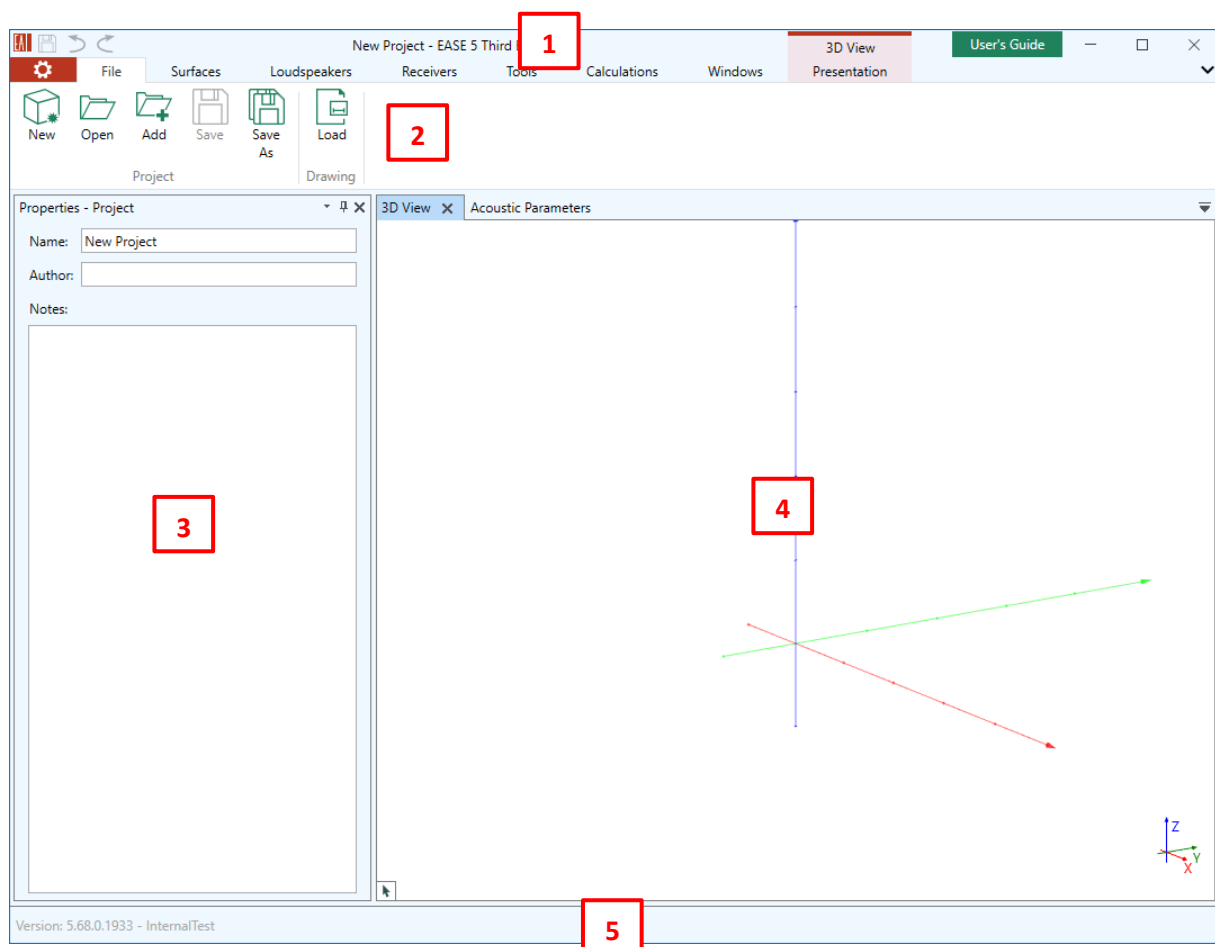 EA
New Project - EASE 5 Third
1
3D View
User's Guide
File Surfaces Loudspeakers Receivers Tools Calculations Windows Presentation
New Open Add Save Save As Load
2
Project Drawing
Properties - Project
3D View Acoustic Parameters
Name: New Project
Author:
Notes:
3
4
Z
Y
X
Version: 5.68.0.1933 - InternalTest
5